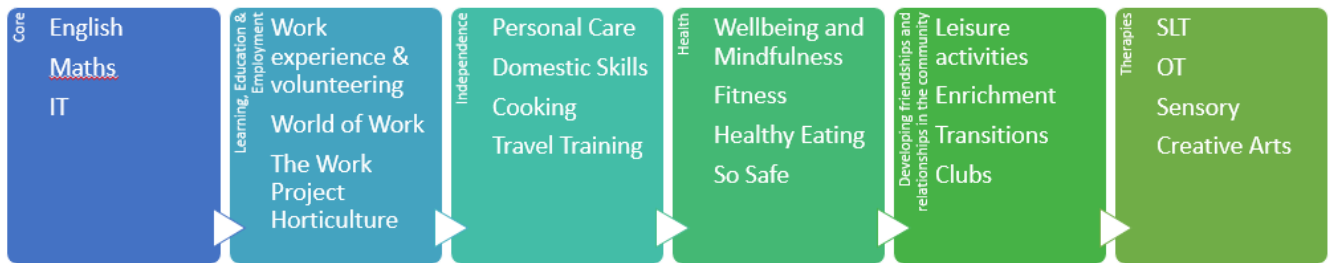 Core
English
Maths
IT
Learning, Education &
Employment
Work
experience &
volunteering
World of Work
The Work
Project
Horticulture
Independence
Personal Care
Domestic Skills
Cooking
Travel Training
Health
Wellbeing and
Mindfulness
Fitness
Healthy Eating
So Safe
Developing friendships and
relationships in the community
Leisure
activities
Enrichment
Transitions
Clubs
Therapies
SLT
OT
Sensory
Creative Arts